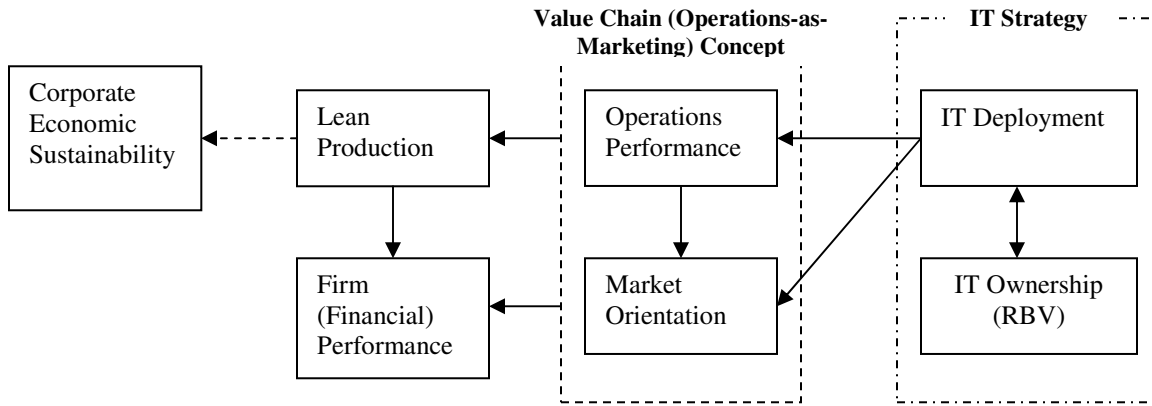 Value Chain (Operations-as-
Marketing) Concept
IT Strategy
Corporate
Economic
Sustainability
Lean
Production
Operations
Performance
IT Deployment
Firm
(Financial)
Performance
Market
Orientation
IT Ownership
(RBV)